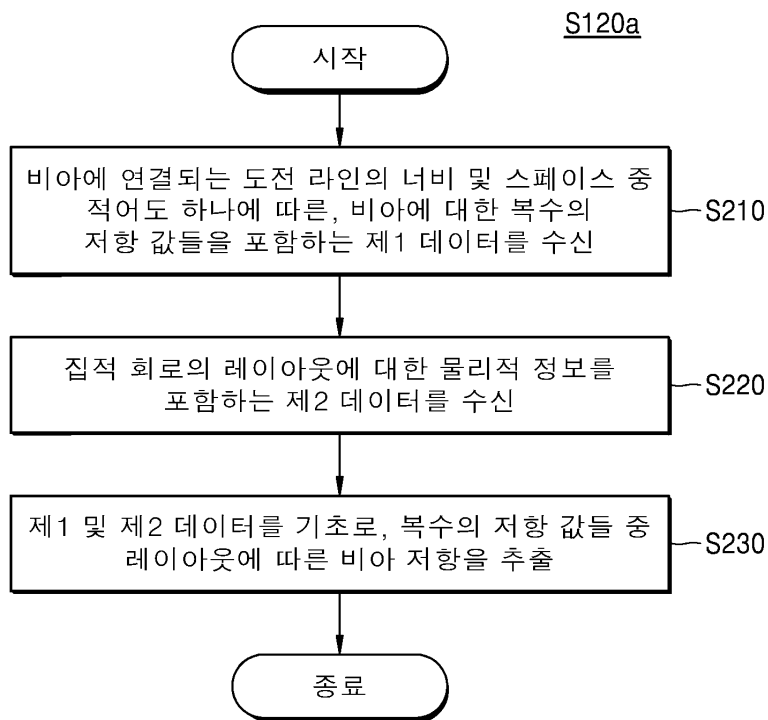 S120a
시작
비아에 연결되는 도전 라인의 너비 및 스페이스 중
적어도 하나에 따른, 비아에 대한 복수의
저항 값들을 포함하는 제1 데이터를 수신
S210
집적 회로의 레이아웃에 대한 물리적 정보를
포함하는 제2 데이터를 수신
S220
제1 및 제2 데이터를 기초로, 복수의 저항 값들 중
레이아웃에 따른 비아 저항을 추출
S230
종료